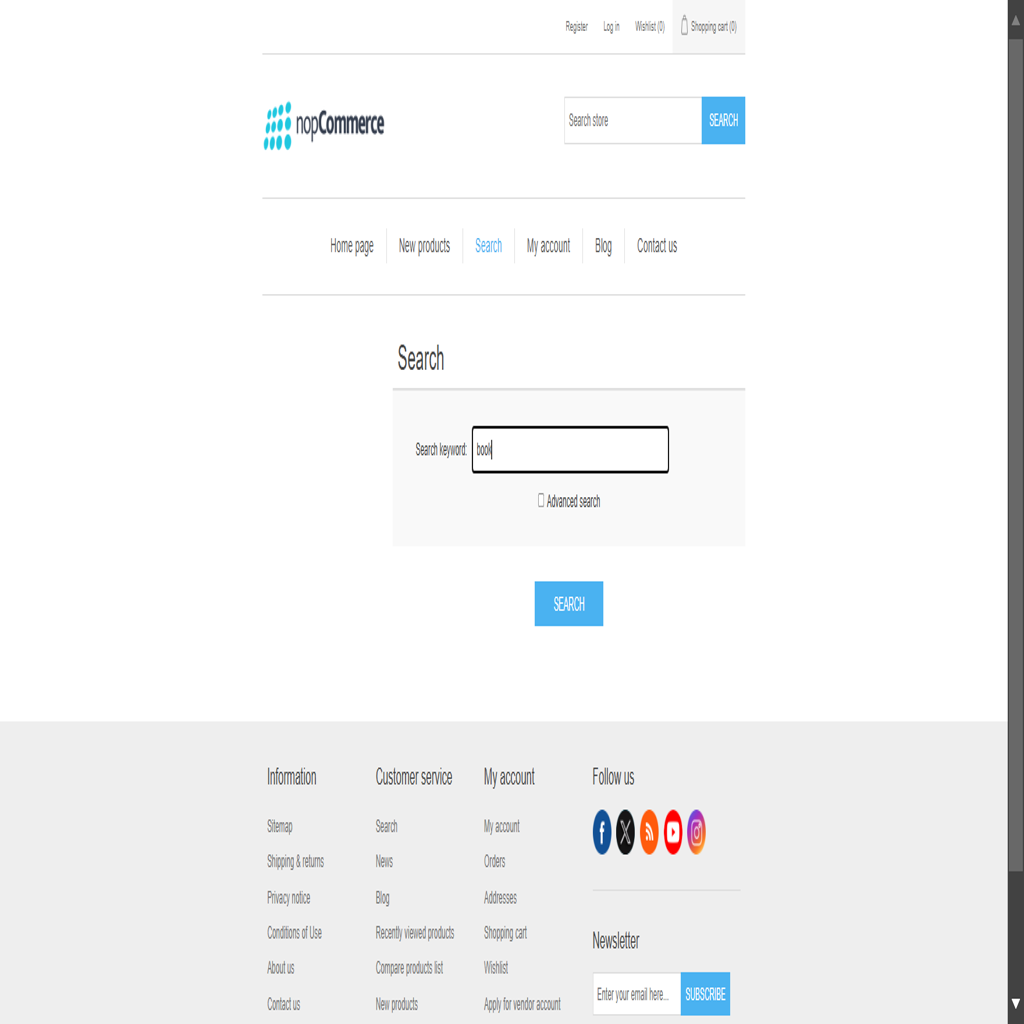 Register Log in Wishlist (0) Shopping cart (0)
nopCommerce
Search store SEARCH
Home page New products Search My account Blog Contact us
Search
Search keyword: book
Advanced search
SEARCH
Information
Sitemap
Shipping & returns
Privacy notice
Conditions of Use
About us
Contact us
Customer service
Search
News
Blog
Recently viewed products
Compare products list
New products
My account
My account
Orders
Addresses
Shopping cart
Wishlist
Apply for vendor account
Follow us
Newsletter
Enter your email here... SUBSCRIBE